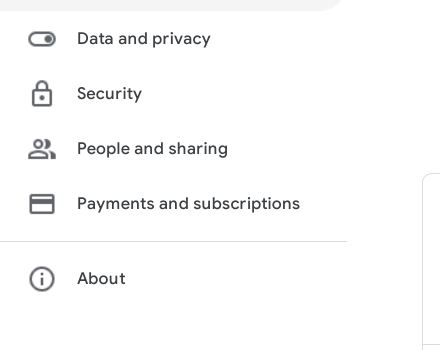 Data and privacy
Security
People and sharing
Payments and subscriptions
About